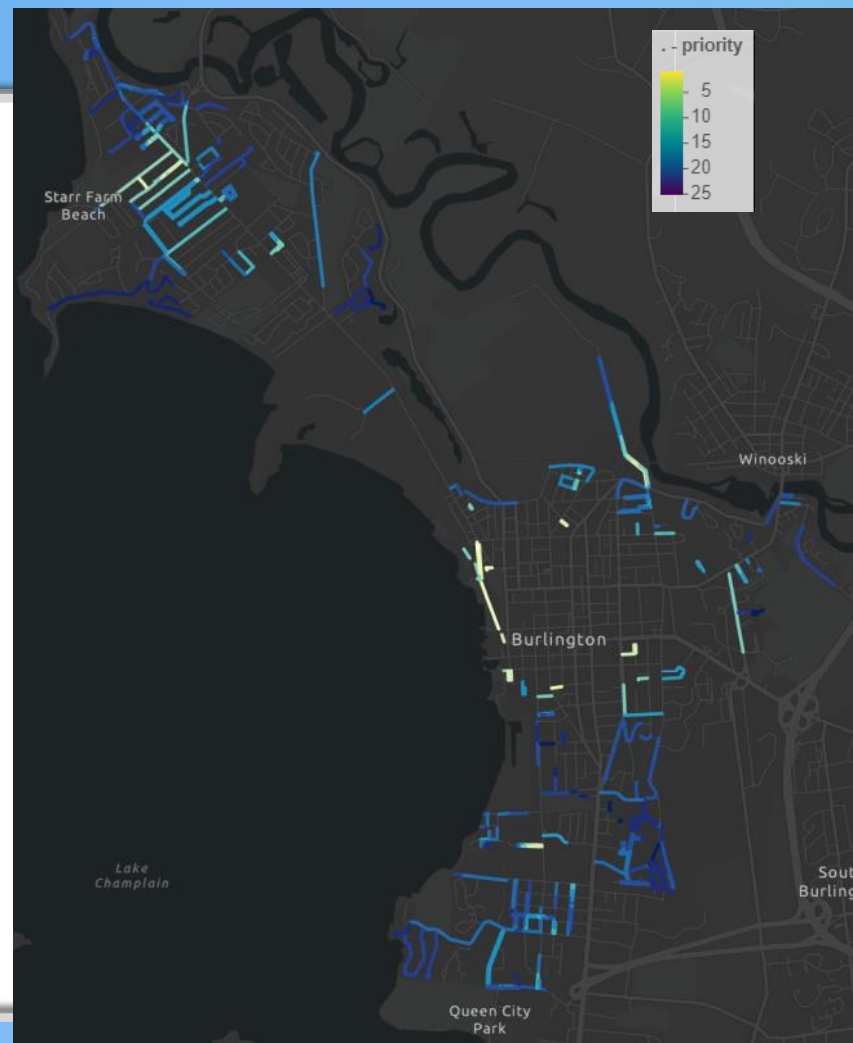 . - priority
5
10
15
20
25
Starr Farm
Beach
Winooski
Burlington
Lake
Champlain
Sout
Burling
Queen City
Park